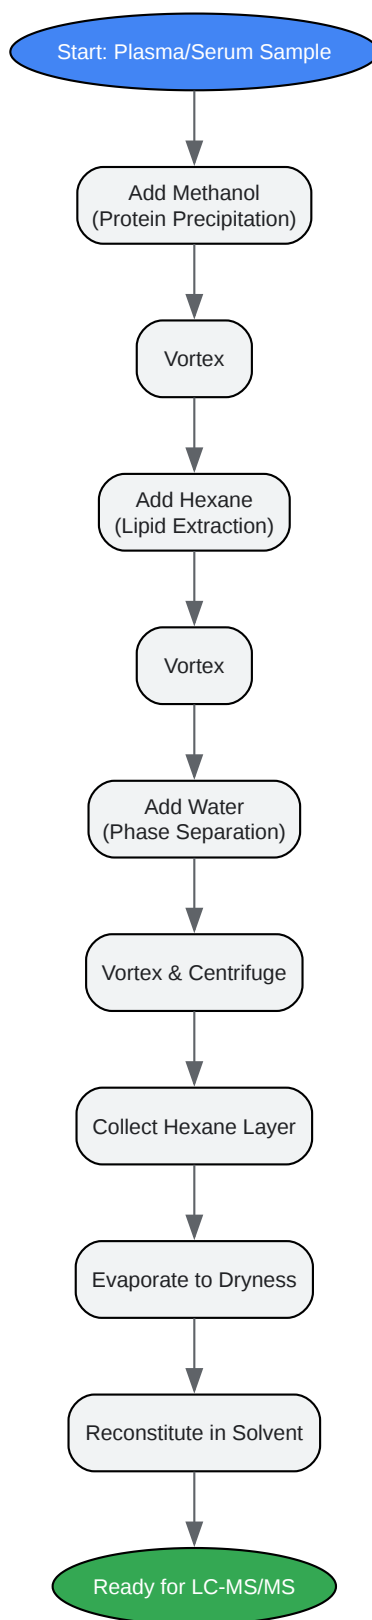 Start: Plasma/Serum Sample
Add Methanol
(Protein Precipitation)
Vortex
Add Hexane
(Lipid Extraction)
Vortex
Add Water
(Phase Separation)
Vortex & Centrifuge
Collect Hexane Layer
Evaporate to Dryness
Reconstitute in Solvent
Ready for LC-MS/MS